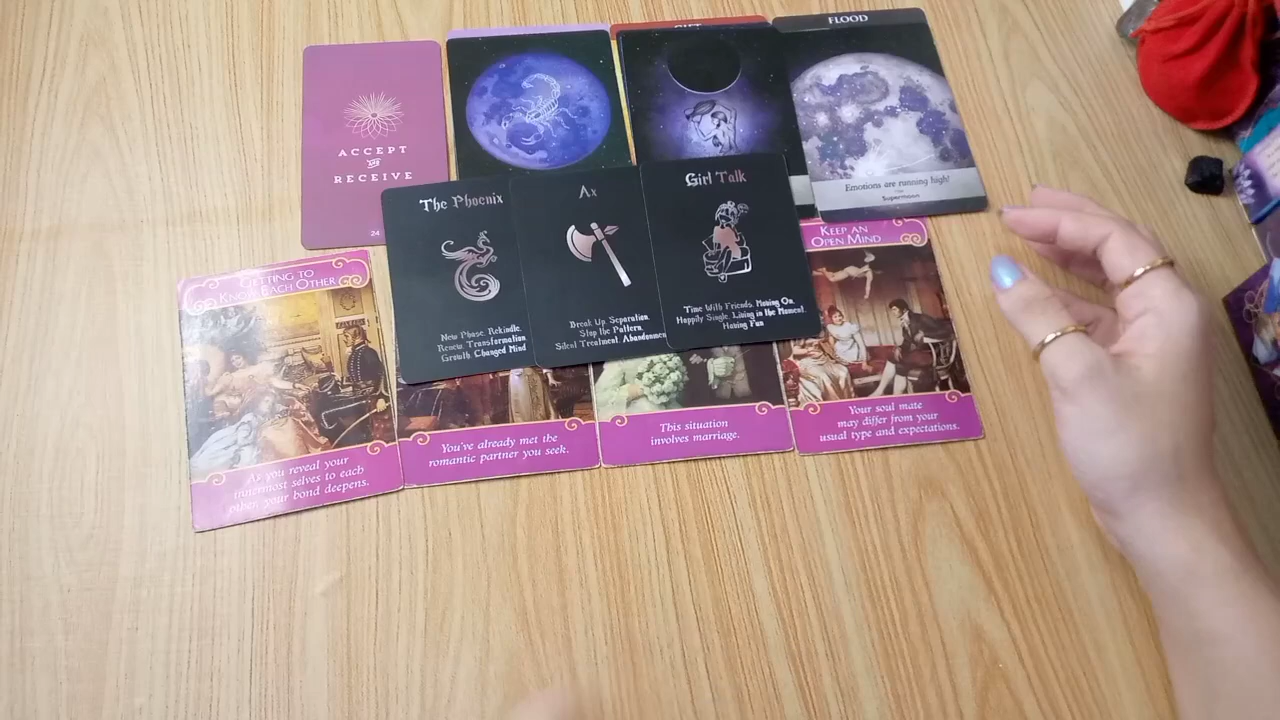 FLOOD
ACCEPT
AND
RECEIVE
24
Emotions are running high!
Supermoon
The Phoenix
New Phase. Rekindle.
Renew Transformation
Growth. Changed Mind
Ax
Break Up. Separation.
Stop the Pattern.
Silent Treatment. Abandonmen
Girl Talk
Time With Friends. Moving On.
Happily Single. Living in the Moment.
Having Fun
GETTING TO
KNOW EACH OTHER
As you reveal your
innermost selves to each
other, your bond deepens.
You've already met the
romantic partner you seek.
This situation
involves marriage.
KEEP AN
OPEN MIND
Your soul mate
may differ from your
usual type and expectations.